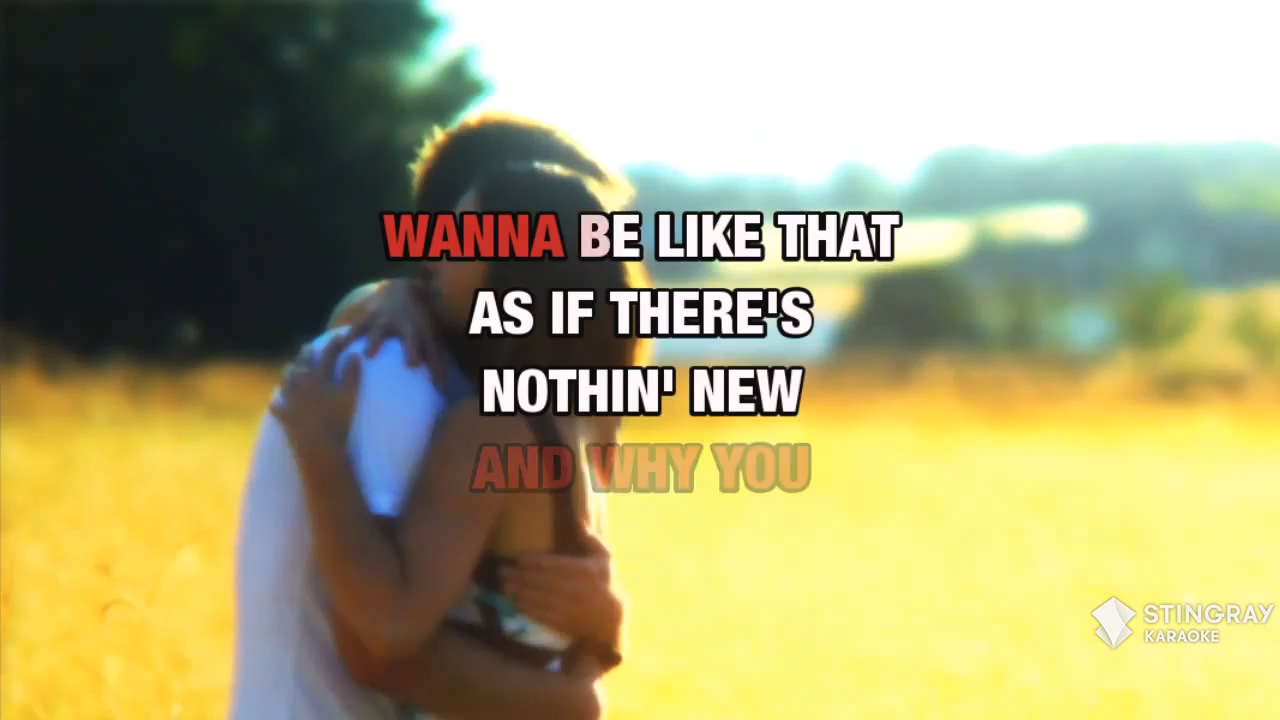 WANNA BE LIKE THAT
AS IF THERE'S
NOTHIN' NEW
AND WHY YOU
STINGRAY
KARAOKE